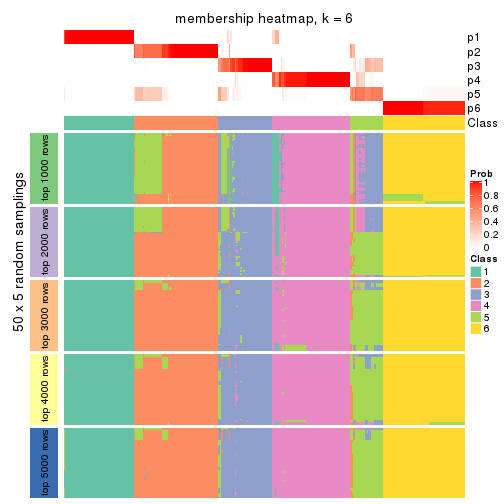 membership heatmap, k = 6
p1
p2
p3
p4
p5
p6
Class
50 x 5 random samplings
top 1000 rows
top 2000 rows
top 3000 rows
top 4000 rows
top 5000 rows
Prob
1
0.8
0.6
0.4
0.2
0
Class
1
2
3
4
5
6